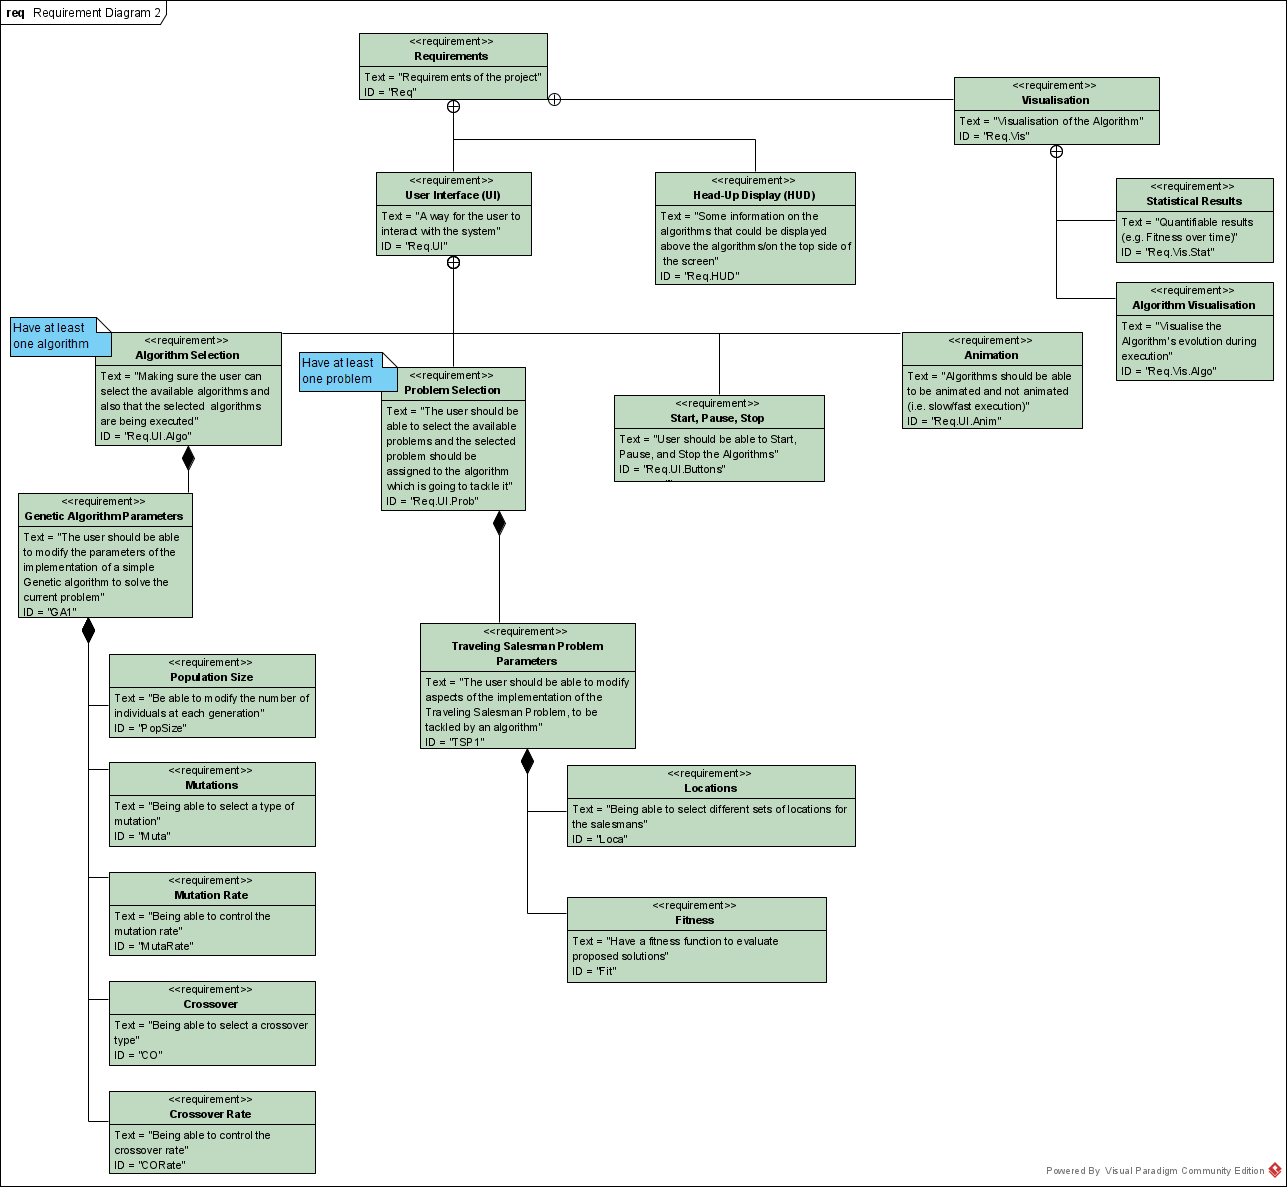 req Requirement Diagram 2
<<requirement>>
Requirements
Text = "Requirements of the project"
ID = "Req"
<<requirement>>
Visualisation
Text = "Visualisation of the Algorithm"
ID = "Req.Vis"
<<requirement>>
User Interface (UI)
Text = "A way for the user to
interact with the system"
ID = "Req.UI"
<<requirement>>
Head-Up Display (HUD)
Text = "Some information on the
algorithms that could be displayed
above the algorithms/on the top side of
the screen"
ID = "Req.HUD"
<<requirement>>
Statistical Results
Text = "Quantifiable results
(e.g. Fitness over time)"
ID = "Req.Vis.Stat"
<<requirement>>
Algorithm Visualisation
Text = "Visualise the
Algorithm's evolution during
execution"
ID = "Req.Vis.Algo"
Have at least
one algorithm
<<requirement>>
Algorithm Selection
Text = "Making sure the user can
select the available algorithms and
also that the selected algorithms
are being executed"
ID = "Req.UI.Algo"
Have at least
one problem
<<requirement>>
Problem Selection
Text = "The user should be
able to select the available
problems and the selected
problem should be
assigned to the algorithm
which is going to tackle it"
ID = "Req.UI.Prob"
<<requirement>>
Start, Pause, Stop
Text = "User should be able to Start,
Pause, and Stop the Algorithms"
ID = "Req.UI.Buttons"
<<requirement>>
Animation
Text = "Algorithms should be able
to be animated and not animated
(i.e. slow/fast execution)"
ID = "Req.UI.Anim"
<<requirement>>
Genetic Algorithm Parameters
Text = "The user should be able
to modify the parameters of the
implementation of a simple
Genetic algorithm to solve the
current problem"
ID = "GA1"
<<requirement>>
Traveling Salesman Problem
Parameters
Text = "The user should be able to modify
aspects of the implementation of the
Traveling Salesman Problem, to be
tackled by an algorithm"
ID = "TSP1"
<<requirement>>
Population Size
Text = "Be able to modify the number of
individuals at each generation"
ID = "PopSize"
<<requirement>>
Mutations
Text = "Being able to select a type of
mutation"
ID = "Muta"
<<requirement>>
Locations
Text = "Being able to select different sets of locations for
the salesmans"
ID = "Loca"
<<requirement>>
Mutation Rate
Text = "Being able to control the
mutation rate"
ID = "MutaRate"
<<requirement>>
Fitness
Text = "Have a fitness function to evaluate
proposed solutions"
ID = "Fit"
<<requirement>>
Crossover
Text = "Being able to select a crossover
type"
ID = "CO"
<<requirement>>
Crossover Rate
Text = "Being able to control the
crossover rate"
ID = "CORate"
Powered By Visual Paradigm Community Edition